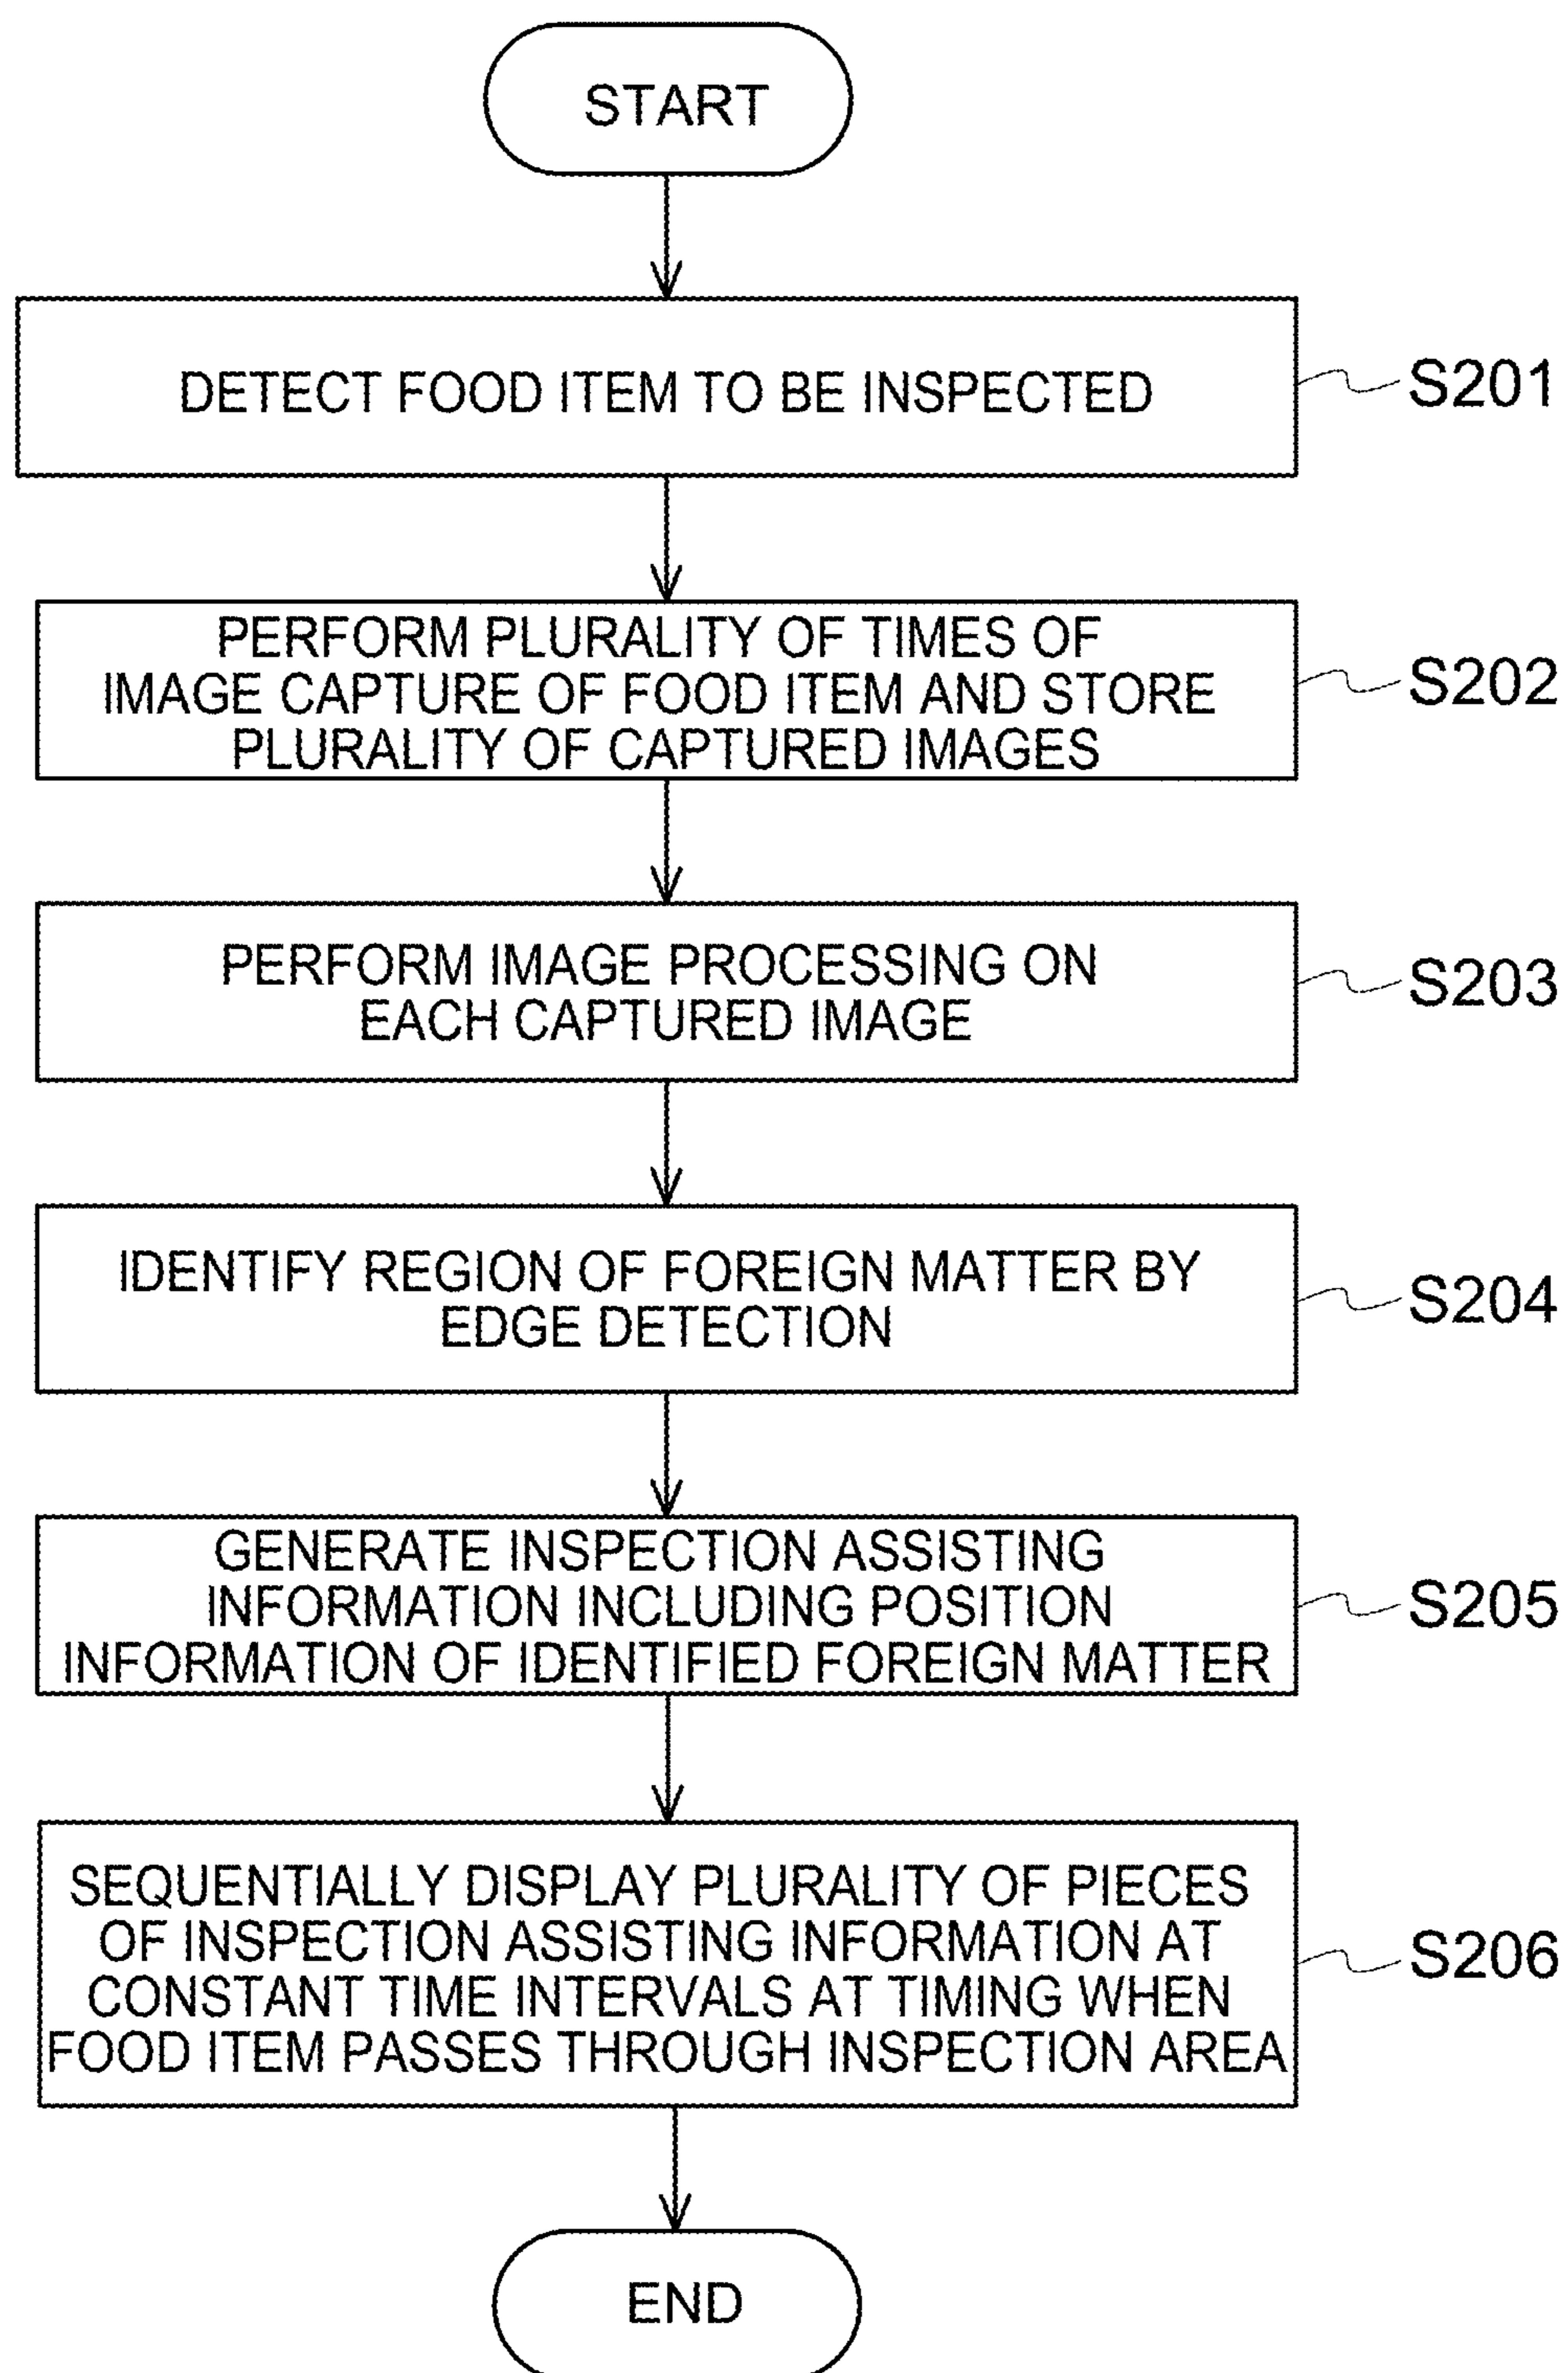 START
DETECT FOOD ITEM TO BE INSPECTED
S201
PERFORM PLURALITY OF TIMES OF
IMAGE CAPTURE OF FOOD ITEM AND STORE
PLURALITY OF CAPTURED IMAGES
S202
PERFORM IMAGE PROCESSING ON
EACH CAPTURED IMAGE
S203
IDENTIFY REGION OF FOREIGN MATTER BY
EDGE DETECTION
S204
GENERATE INSPECTION ASSISTING
INFORMATION INCLUDING POSITION
INFORMATION OF IDENTIFIED FOREIGN MATTER
S205
SEQUENTIALLY DISPLAY PLURALITY OF PIECES
OF INSPECTION ASSISTING INFORMATION AT
CONSTANT TIME INTERVALS AT TIMING WHEN
FOOD ITEM PASSES THROUGH INSPECTION AREA
S206
END